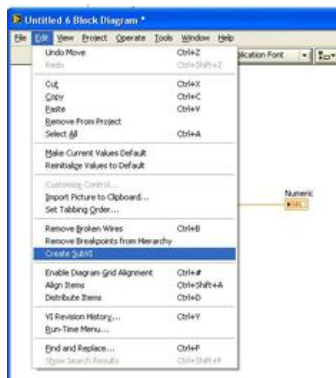 Untitled 6 Block Diagram *
File Edit View Project Operate Tools Window Help
Undo Move Ctrl+Z
Redo Ctrl+Shift+Z
plication Font
Cut Ctrl+X
Copy Ctrl+C
Paste Ctrl+V
Remove From Project
Select All Ctrl+A
Make Current Values Default
Reinitialize Values to Default
Customize Control...
Import Picture to Clipboard...
Set Tabbing Order...
Numeric
Remove Broken Wires Ctrl+B
Remove Breakpoints from Hierarchy
Create SubVI
Enable Diagram Grid Alignment Ctrl+#
Align Items Ctrl+Shift+A
Distribute Items Ctrl+D
VI Revision History... Ctrl+Y
Run-Time Menu...
Find and Replace... Ctrl+F
Show Search Results Ctrl+Shift+F